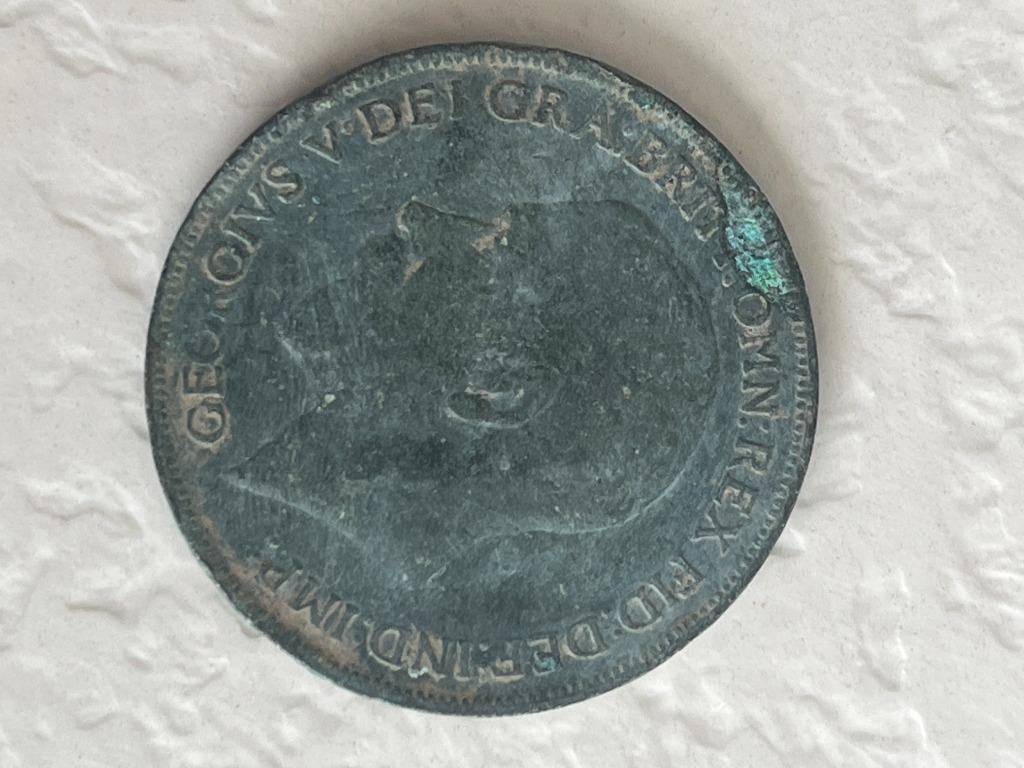 GEORGIVS V DEI GRA: BRITT: OMN: REX FID: DEF: IND: IMP: